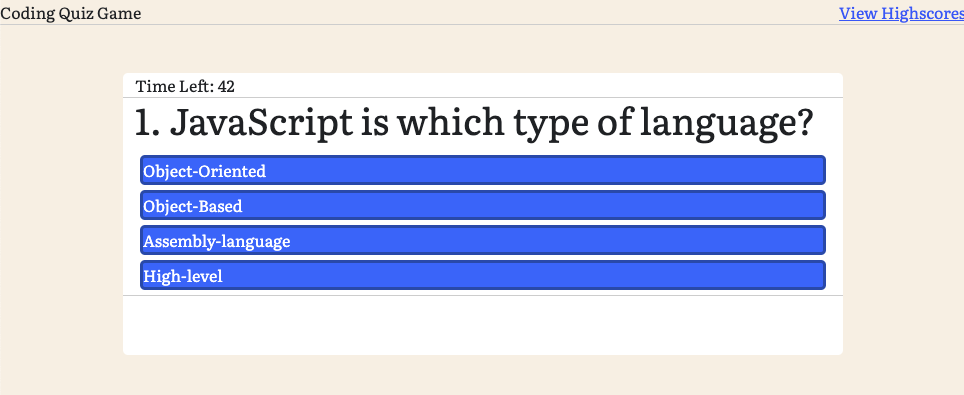 Coding Quiz Game
View Highscores
Time Left: 42
1. JavaScript is which type of language?
Object-Oriented
Object-Based
Assembly-language
High-level